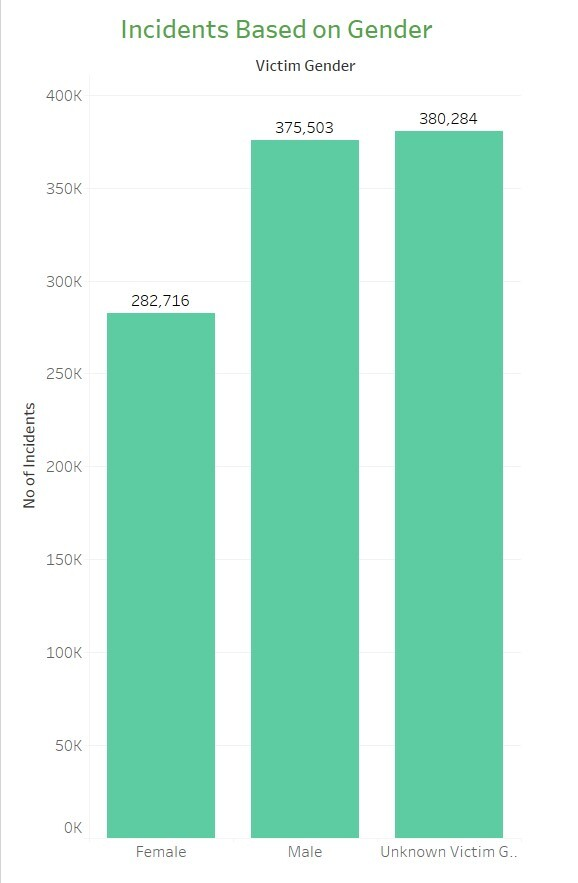 Incidents Based on Gender
Victim Gender
400K
350K
300K
250K
200K
150K
100K
50K
0K
No of Incidents
282,716
375,503
380,284
Female
Male
Unknown Victim G..